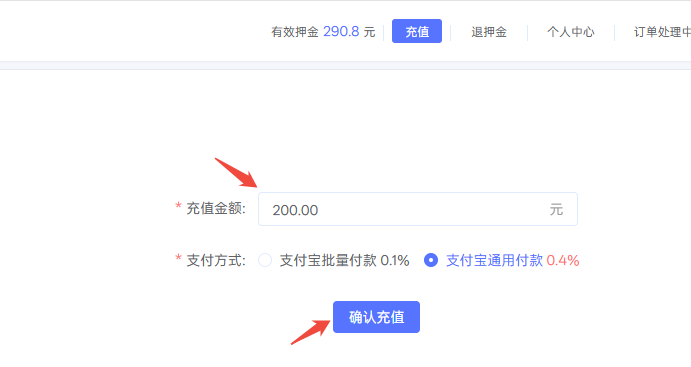 有效押金 290.8 元 充值 退押金 个人中心 订单处理中
* 充值金额: 200.00 元
* 支付方式: 支付宝批量付款 0.1% 支付宝通用付款 0.4%
确认充值